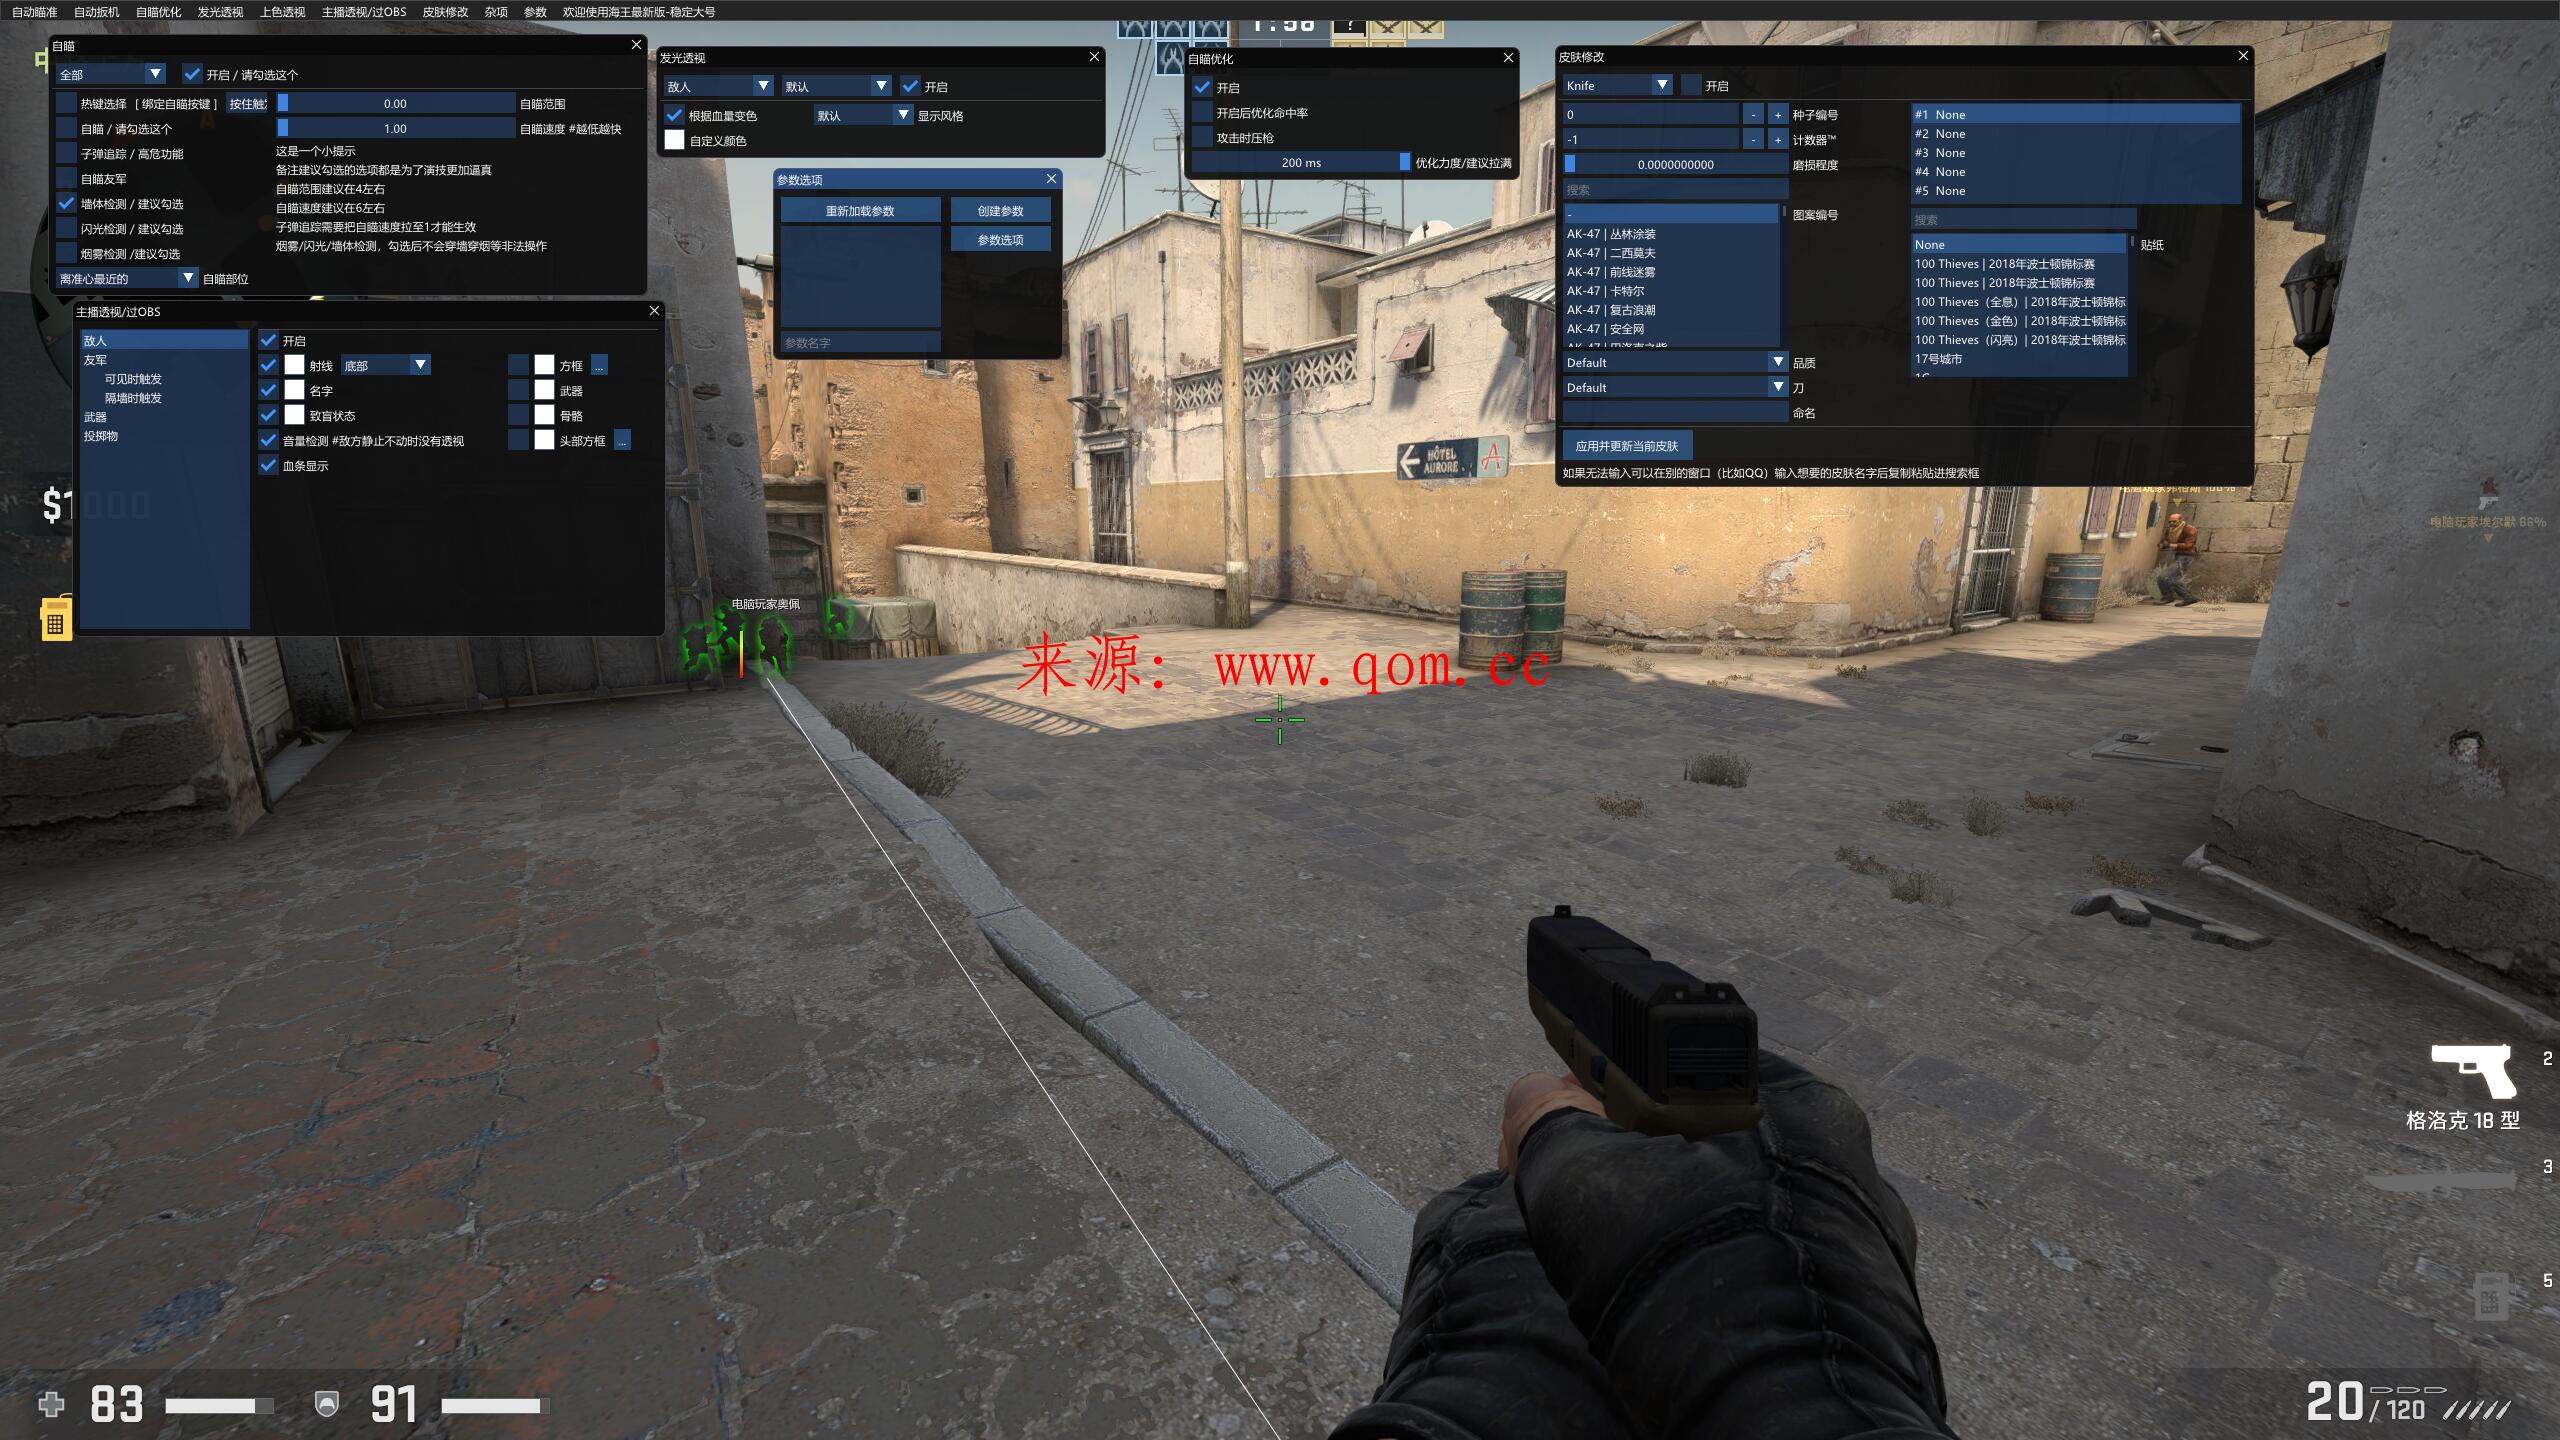 自动瞄准 自动扳机 自瞄优化 发光透视 上色透视 主播透视/过OBS 皮肤修改 杂项 参数 欢迎使用海王最新版-稳定大号
自瞄
全部 开启 / 请勾选这个
热键选择 [ 绑定自瞄按键 ] 按住触 0.00 自瞄范围
自瞄 / 请勾选这个 1.00 自瞄速度 #越低越快
子弹追踪 / 高危功能
自瞄友军
墙体检测 / 建议勾选
闪光检测 / 建议勾选
烟雾检测 /建议勾选
离准心最近的 自瞄部位
这是一个小提示
备注建议勾选的选项都是为了演技更加逼真
自瞄范围建议在4左右
自瞄速度建议在6左右
子弹追踪需要把自瞄速度拉至1才能生效
烟雾/闪光/墙体检测，勾选后不会穿墙穿烟等非法操作
发光透视
敌人 默认 开启
根据血量变色 默认 显示风格
自定义颜色
参数选项
重新加载参数 创建参数
参数选项
参数名字
自瞄优化
开启
开启后优化命中率
攻击时压枪
200 ms 优化力度/建议拉满
皮肤修改
Knife 开启
0 - + 种子编号
-1 - + 计数器™
0.0000000000 磨损程度
搜索
-
图案编号
AK-47 | 丛林涂装
AK-47 | 二西莫夫
AK-47 | 前线迷雾
AK-47 | 卡特尔
AK-47 | 复古浪潮
AK-47 | 安全网
Default 品质
Default 刀
命名
#1 None
#2 None
#3 None
#4 None
#5 None
搜索
None 贴纸
100 Thieves | 2018年波士顿锦标赛
100 Thieves | 2018年波士顿锦标赛
100 Thieves（全息）| 2018年波士顿锦标
100 Thieves（金色）| 2018年波士顿锦标
100 Thieves（闪亮）| 2018年波士顿锦标
17号城市
应用并更新当前皮肤
如果无法输入可以在别的窗口（比如QQ）输入想要的皮肤名字后复制粘贴进搜索框
主播透视/过OBS
敌人
友军
可见时触发
隔墙时触发
武器
投掷物
开启
射线 底部 方框 ...
名字 武器
致盲状态 骨骼
音量检测 #敌方静止不动时没有透视 头部方框 ...
血条显示
HÔTEL
AURORE
A
电脑玩家埃尔默 86%
电脑玩家奥佩
来源：www.qom.cc
2
格洛克 18 型
3
5
83 91
20 / 120